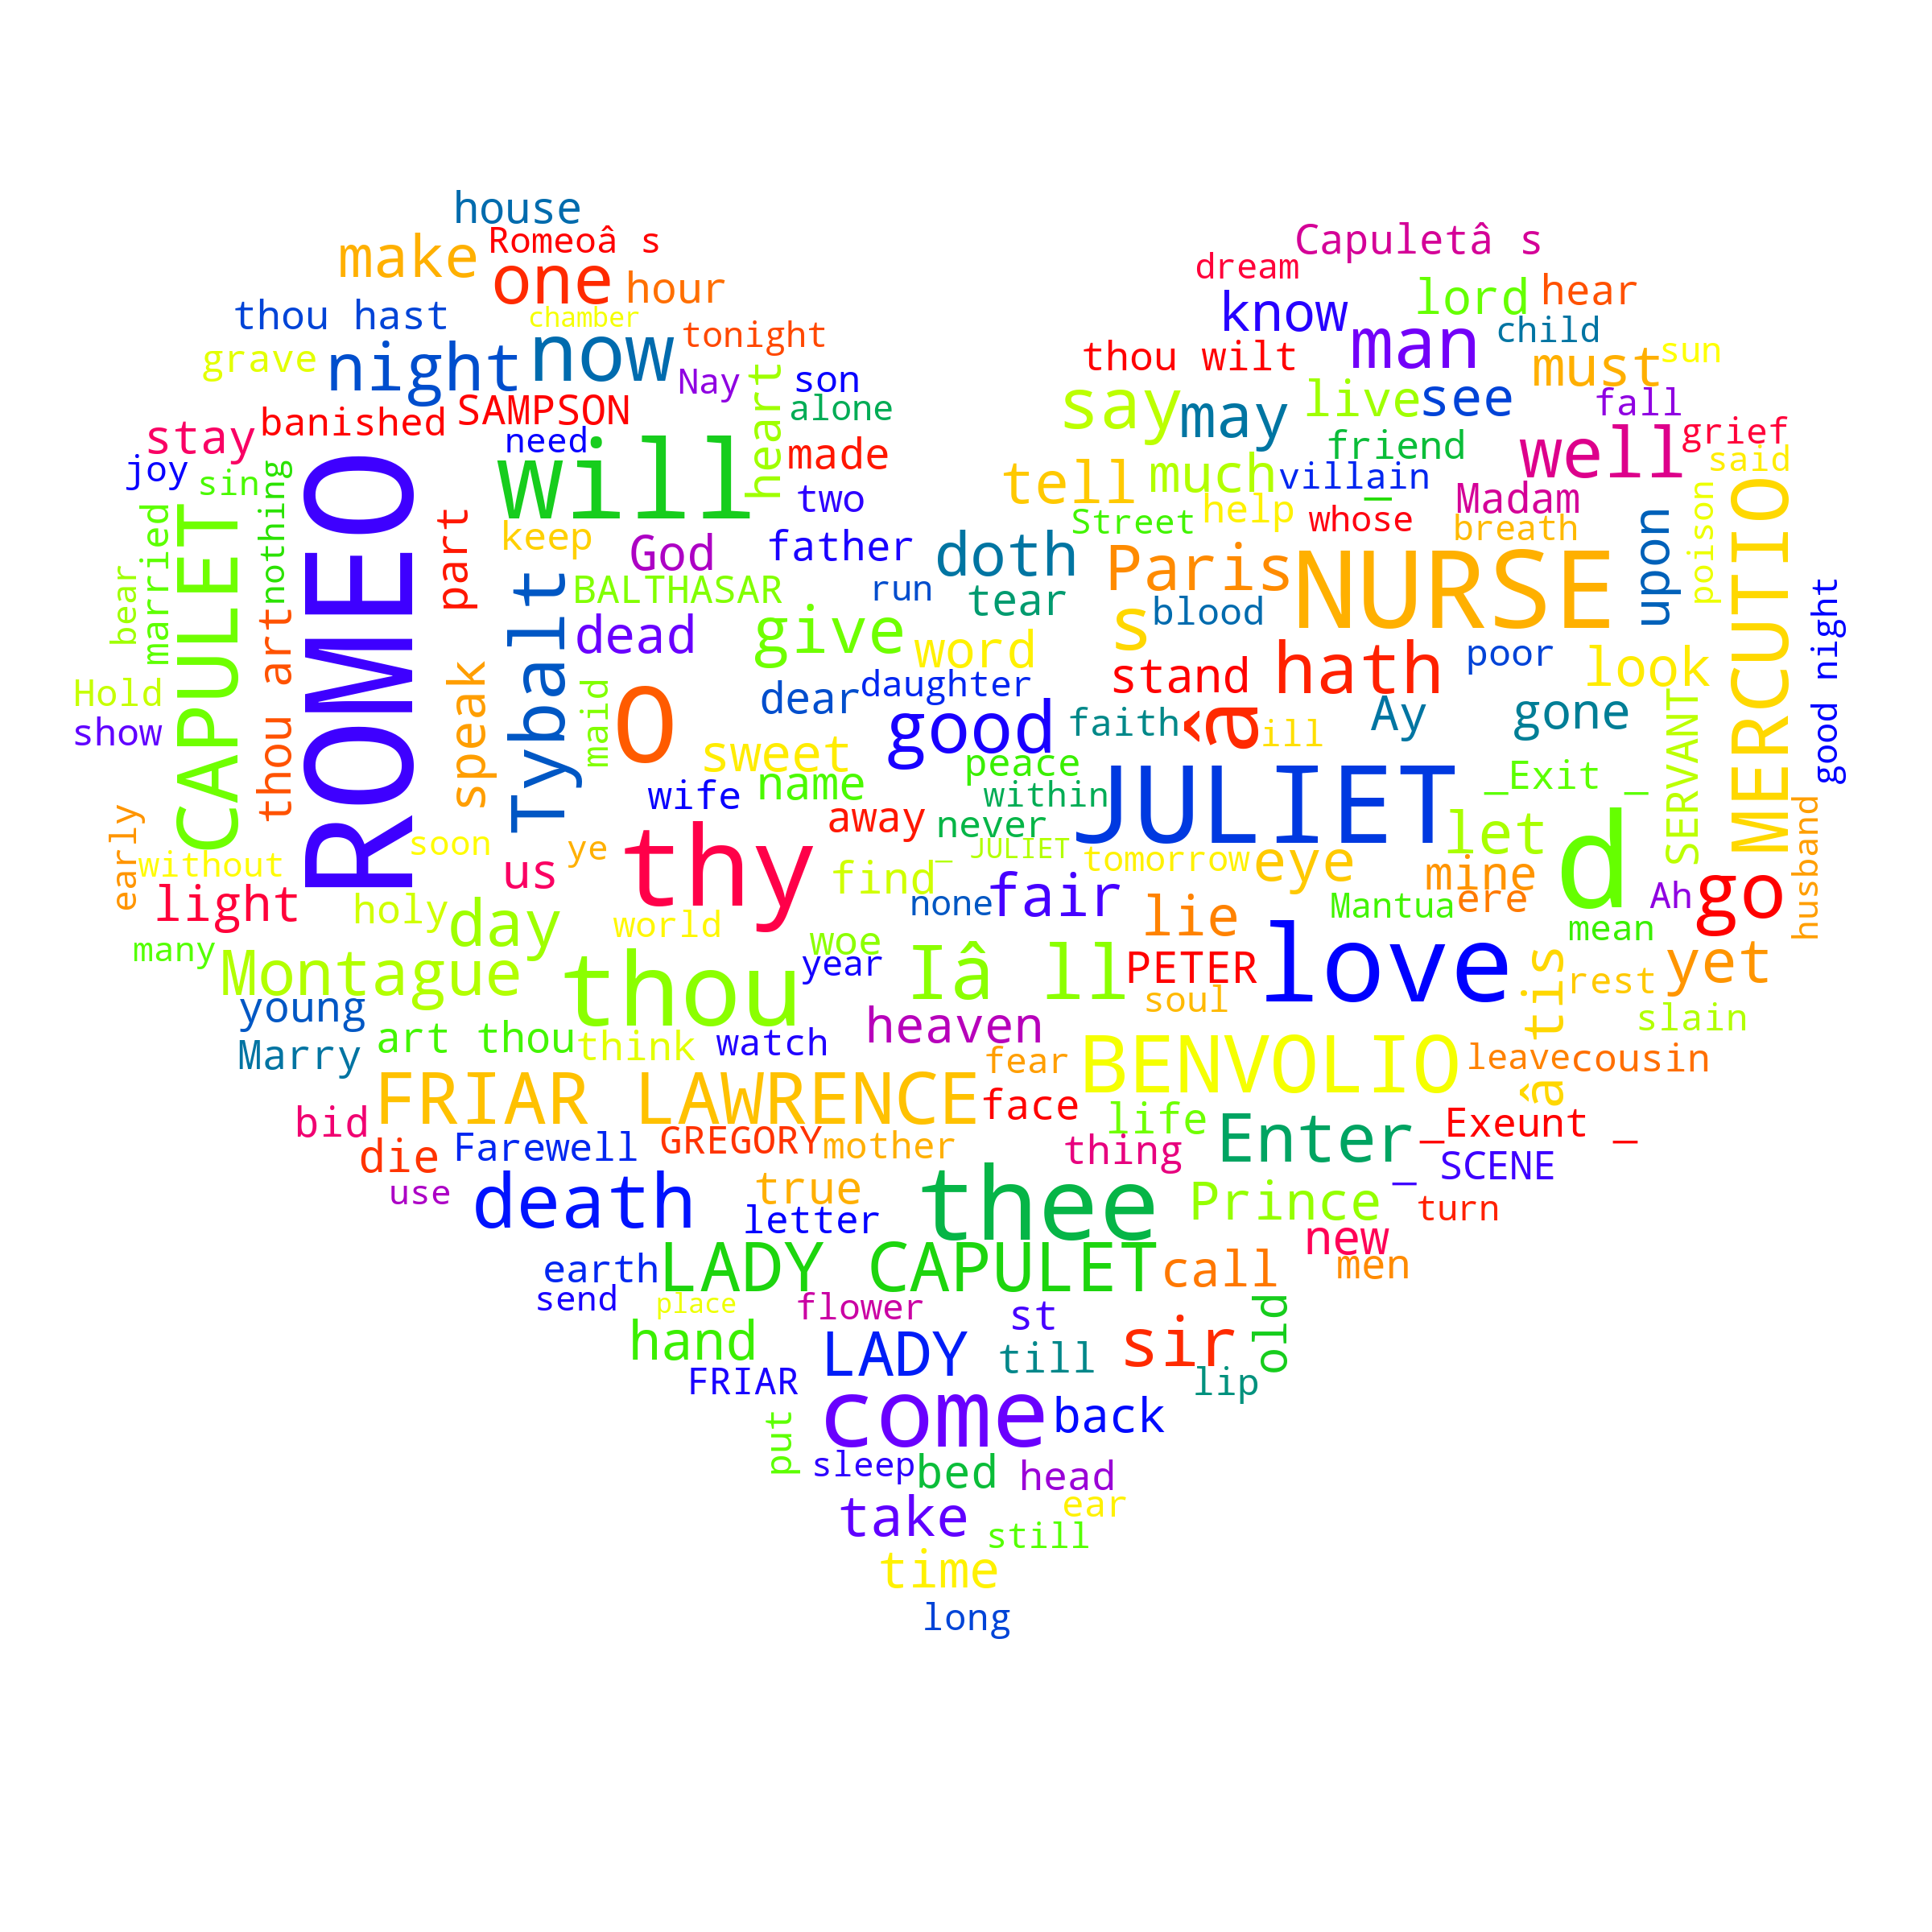 house
make
Romeoâ s
one
hour
Capuletâ s
dream
know
lord
hear
thou hast
chamber
tonight
man
child
thou wilt
must
sun
grave
night
now
Nay
son
heart
alone
say
may
live
see
fall
stay
banished
SAMPSON
need
will
made
friend
well
grief
said
joy
sin
nothing
two
tell
much
villain
_
Madam
Street
help
whose
breath
poison
married
CAPULET
ROMEO
part
keep
God
father
doth
Paris
NURSE
upon
MERCUTIO
bear
thou art
Tybalt
BALTHASAR
run
tear
s
blood
good night
dead
give
word
stand
hath
poor
look
Hold
show
speak
maid
O
dear
daughter
good
faith
â
ill
Ay
gone
SERVANT
sweet
name
wife
peace
within
JULIET
_Exit _
early
without
soon
ye
us
thy
away
never
_ JULIET
tomorrow
eye
let
d
husband
light
holy
day
world
find
none
fair
lie
mine
Mantua
ere
Ah
go
mean
many
Montague
thou
woe
year
Iâ ll
PETER
love
tis
rest
yet
young
soul
slain
Marry
art thou
think
watch
heaven
fear
BENVOLIO
leave
cousin
â
FRIAR LAWRENCE
face
life
bid
die
Farewell
GREGORY
mother
thing
Enter
_Exeunt _
use
death
true
letter
thee
Prince
_ SCENE
turn
new
men
earth
LADY CAPULET
call
send
place
flower
st
old
hand
LADY
till
sir
FRIAR
lip
put
come
back
sleep
bed
head
take
ear
still
time
long